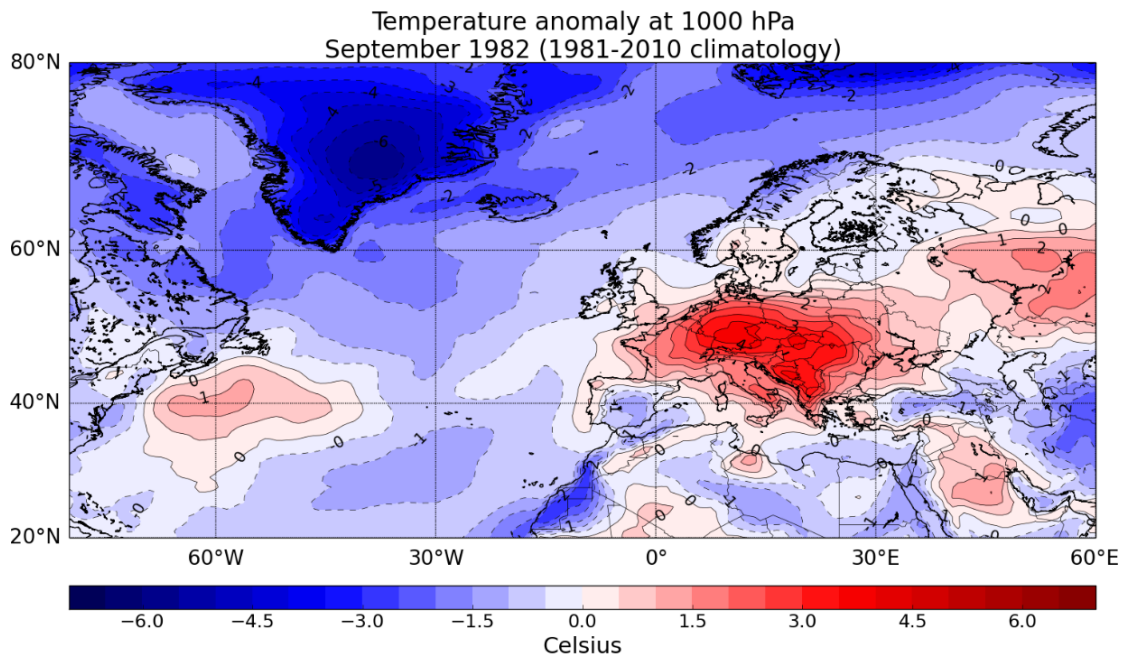 Temperature anomaly at 1000 hPa
September 1982 (1981-2010 climatology)
80°N
60°N
40°N
20°N
60°W 30°W 0° 30°E 60°E
−6.0 −4.5 −3.0 −1.5 0.0 1.5 3.0 4.5 6.0
Celsius